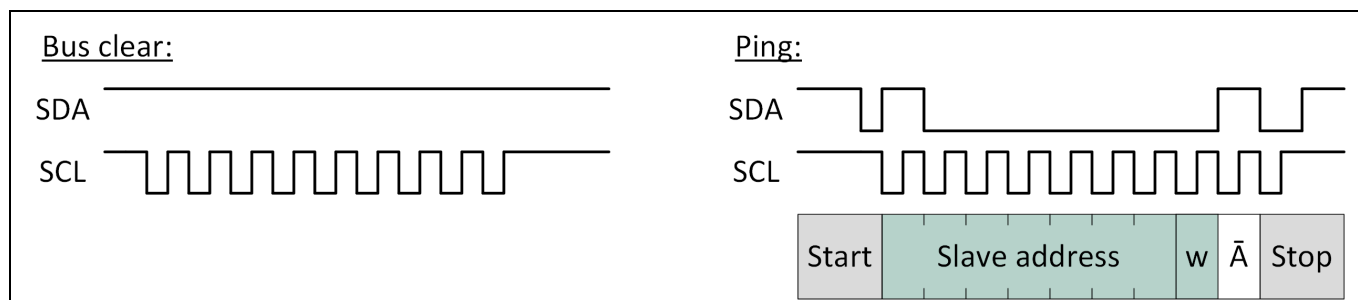 Bus clear:
SDA
SCL
Ping:
SDA
SCL
Start Slave address w Ā Stop